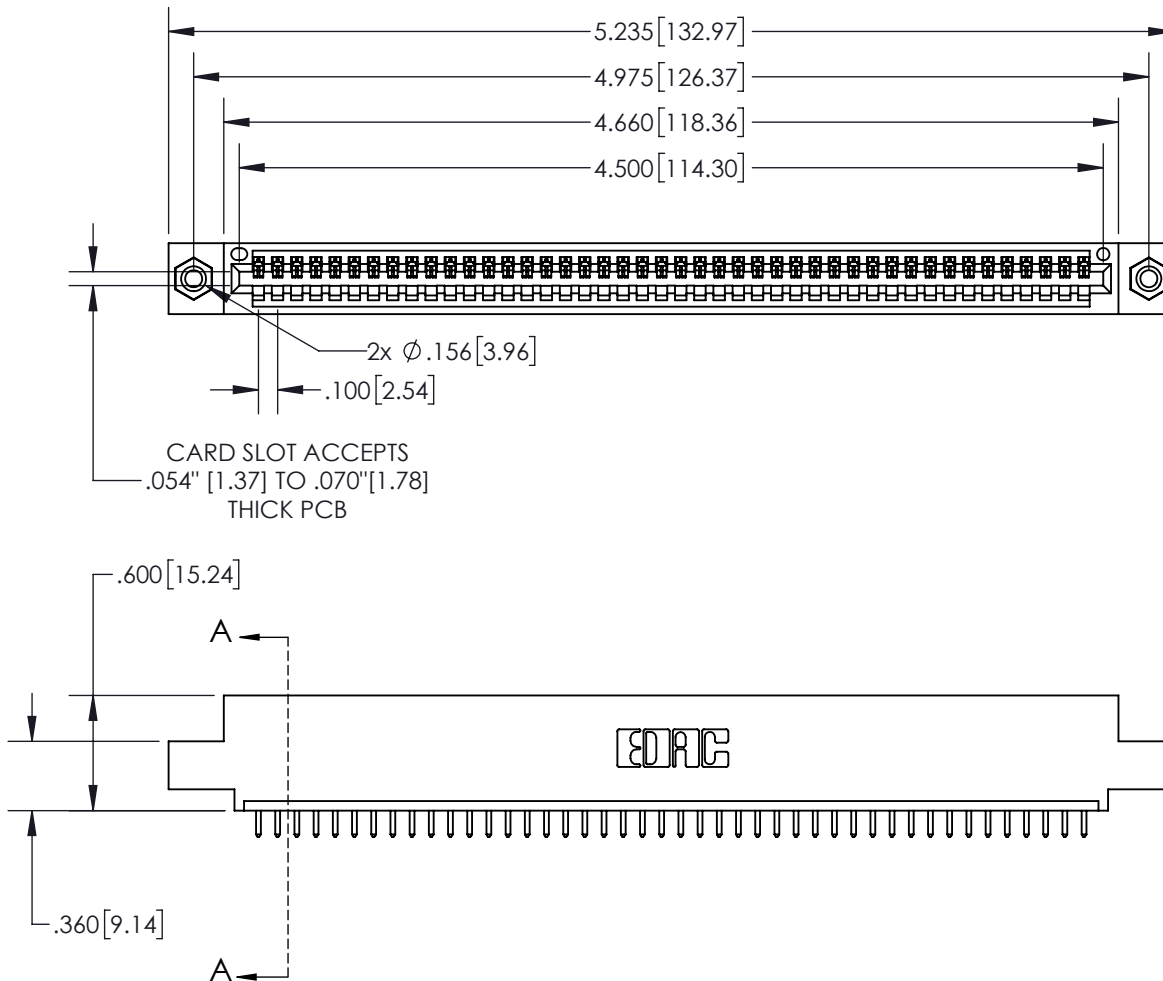 5.235[132.97]
4.975[126.37]
4.660[118.36]
4.500[114.30]
2x Ø.156[3.96]
.100[2.54]
CARD SLOT ACCEPTS
.054" [1.37] TO .070"[1.78]
THICK PCB
.600[15.24]
A
EDAC
.360[9.14]
A